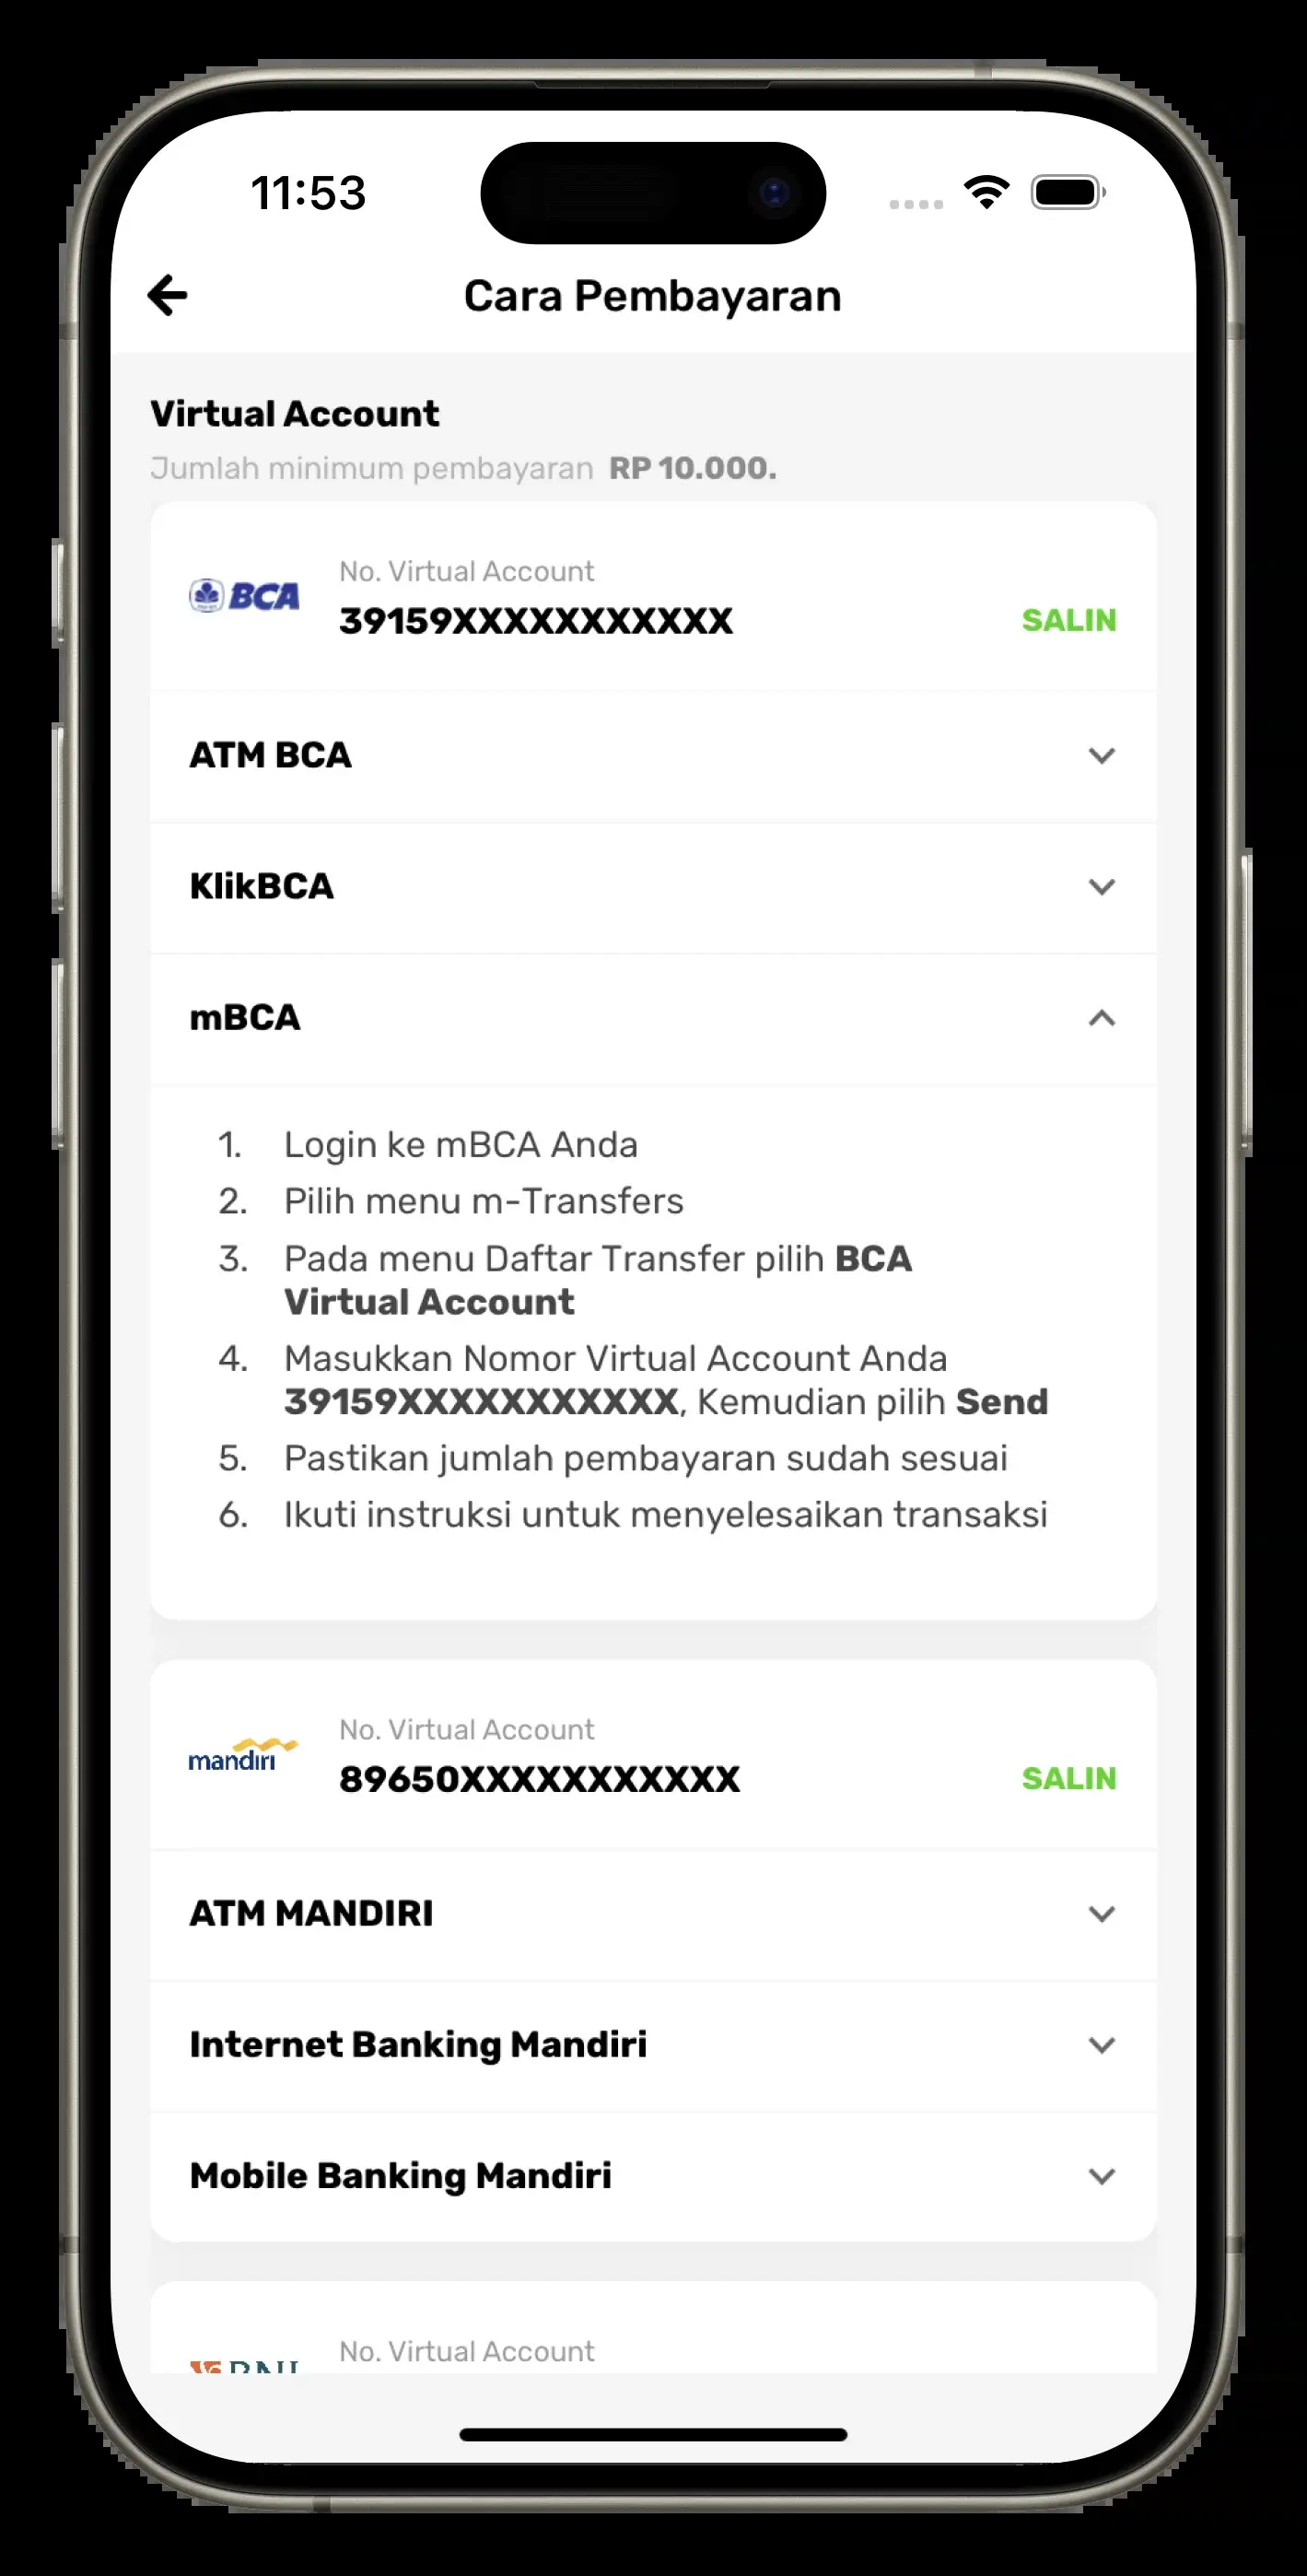 11:53
Cara Pembayaran
Virtual Account
Jumlah minimum pembayaran RP 10.000.
No. Virtual Account
BCA
39159XXXXXXXXXXX
SALIN
ATM BCA
KlikBCA
mBCA
1. Login ke mBCA Anda
2. Pilih menu m-Transfers
3. Pada menu Daftar Transfer pilih BCA
Virtual Account
4. Masukkan Nomor Virtual Account Anda
39159XXXXXXXXXXX, Kemudian pilih Send
5. Pastikan jumlah pembayaran sudah sesuai
6. Ikuti instruksi untuk menyelesaikan transaksi
No. Virtual Account
mandiri
89650XXXXXXXXXXX
SALIN
ATM MANDIRI
Internet Banking Mandiri
Mobile Banking Mandiri
No. Virtual Account
BNI